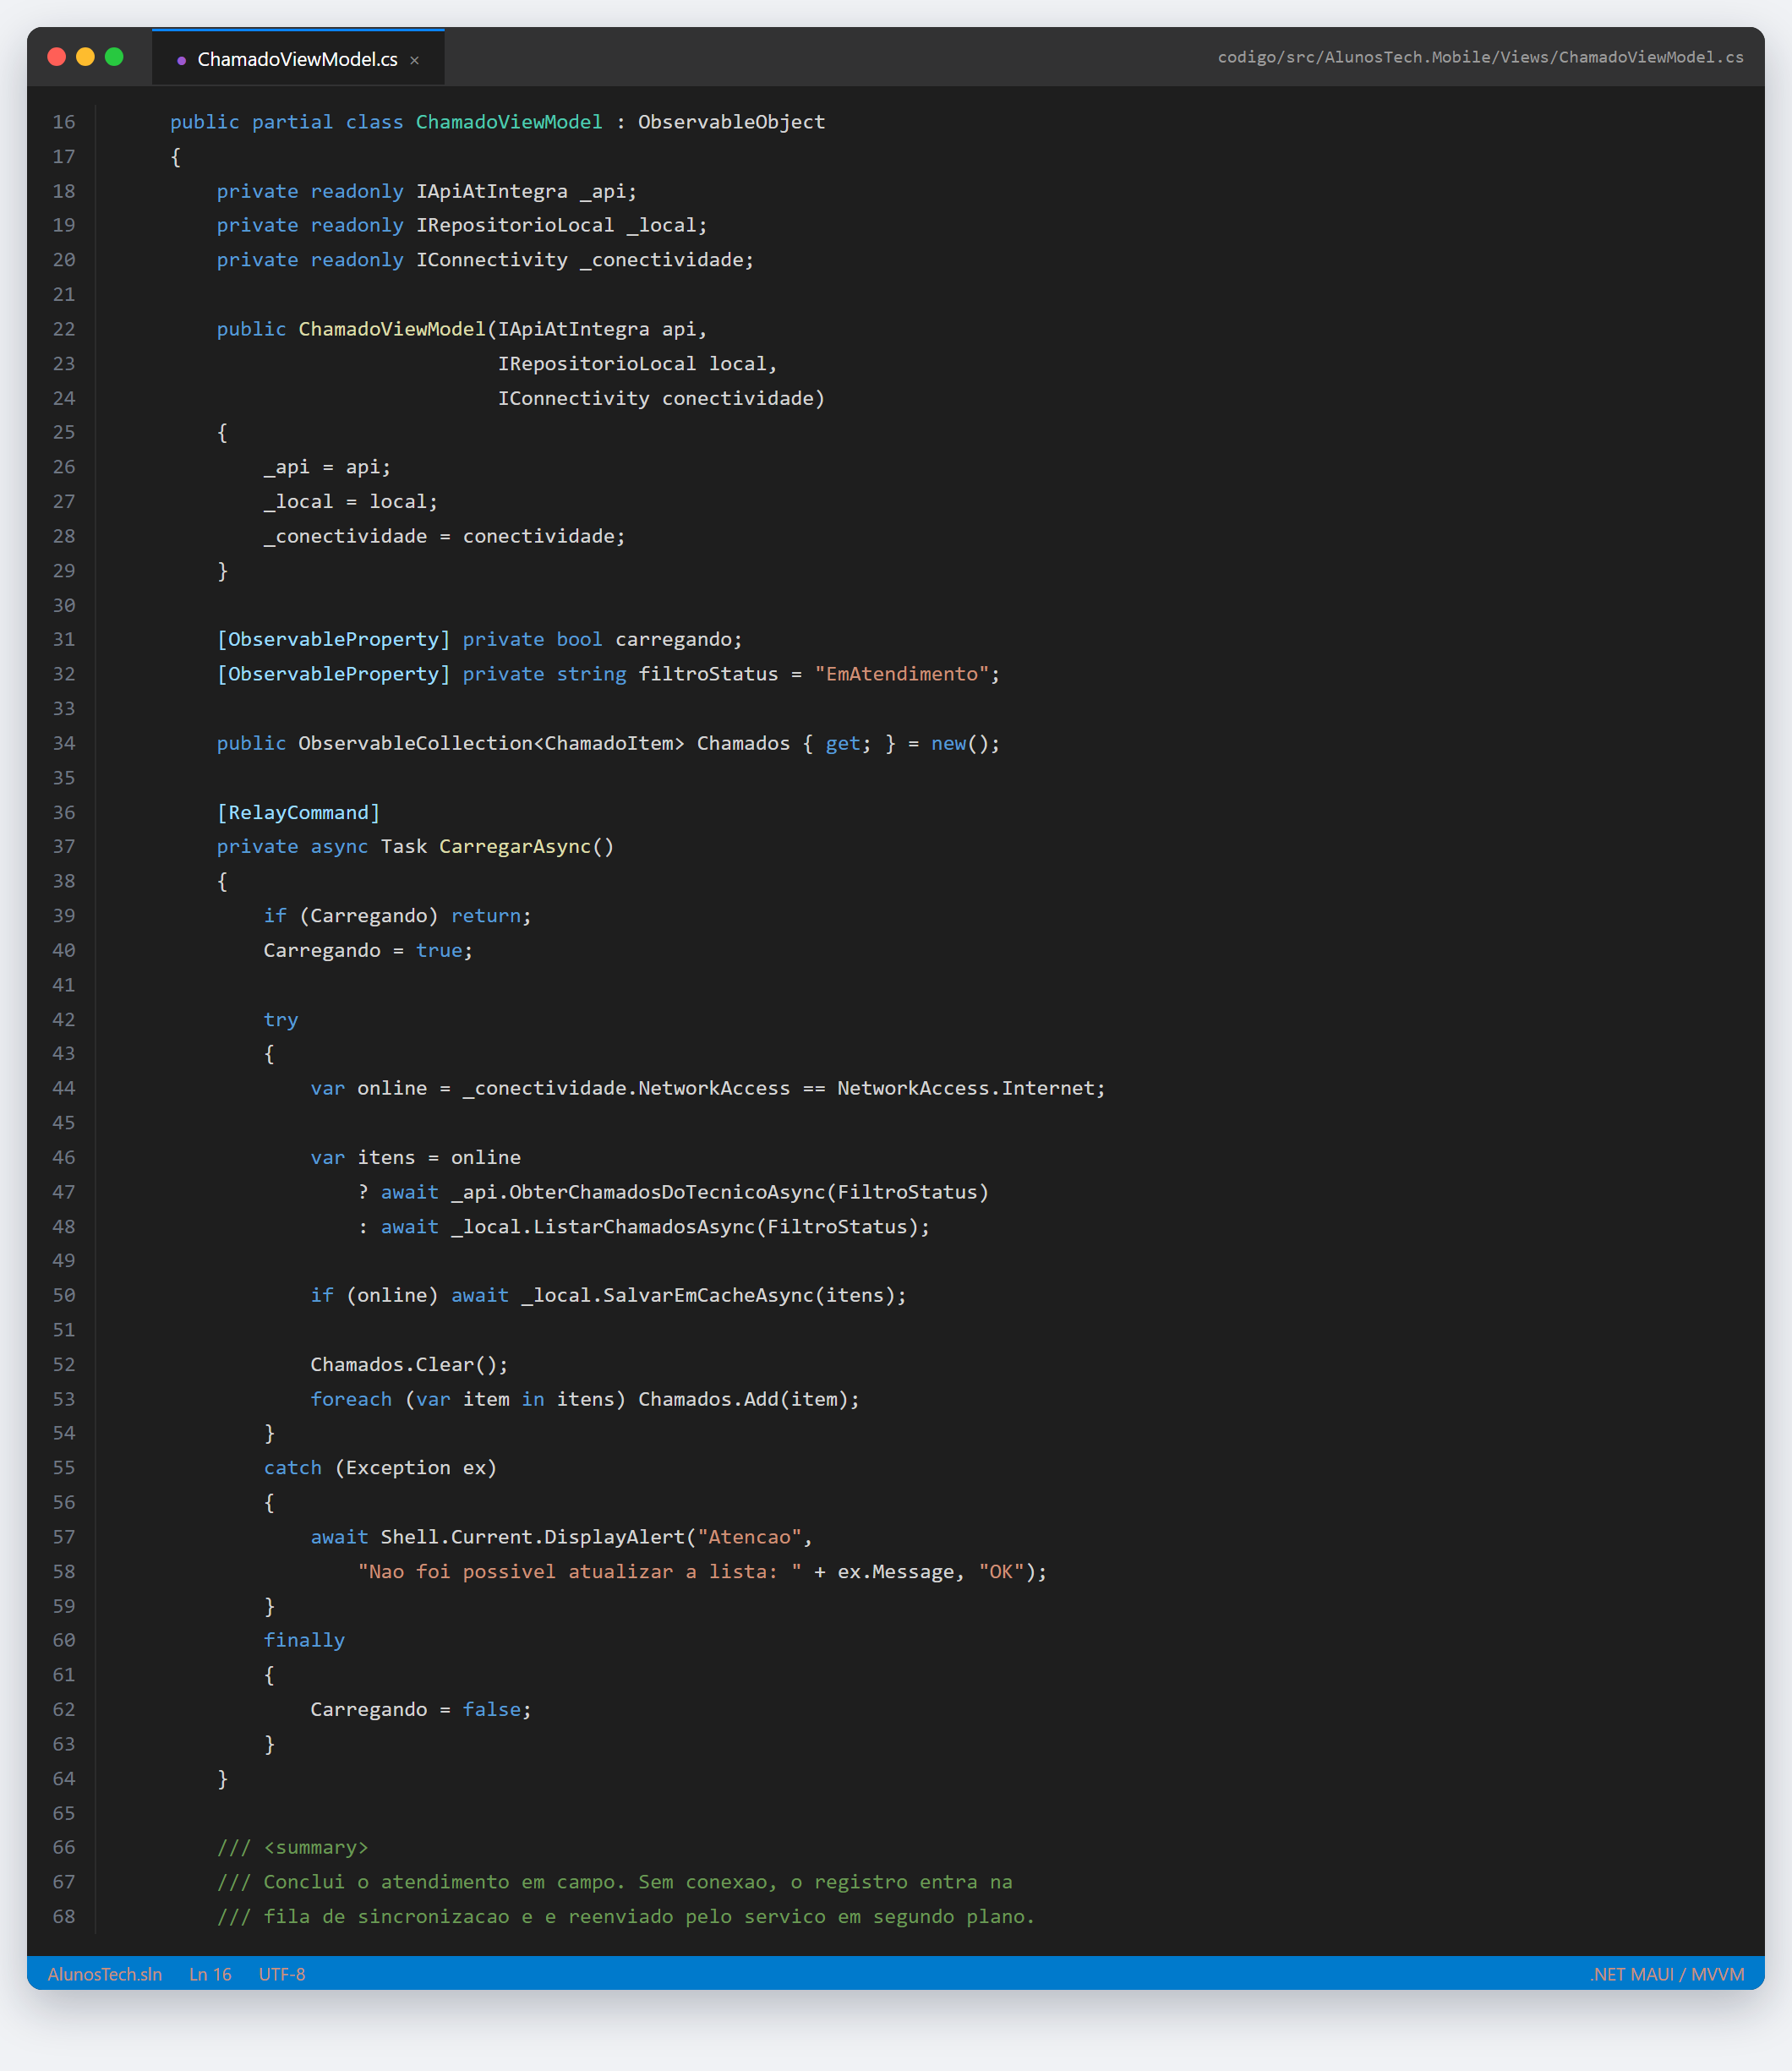 ChamadoViewModel.cs ×
codigo/src/AlunosTech.Mobile/Views/ChamadoViewModel.cs
16 public partial class ChamadoViewModel : ObservableObject
17 {
18 private readonly IApiAtIntegra _api;
19 private readonly IRepositorioLocal _local;
20 private readonly IConnectivity _conectividade;
21
22 public ChamadoViewModel(IApiAtIntegra api,
23 IRepositorioLocal local,
24 IConnectivity conectividade)
25 {
26 _api = api;
27 _local = local;
28 _conectividade = conectividade;
29 }
30
31 [ObservableProperty] private bool carregando;
32 [ObservableProperty] private string filtroStatus = "EmAtendimento";
33
34 public ObservableCollection<ChamadoItem> Chamados { get; } = new();
35
36 [RelayCommand]
37 private async Task CarregarAsync()
38 {
39 if (Carregando) return;
40 Carregando = true;
41
42 try
43 {
44 var online = _conectividade.NetworkAccess == NetworkAccess.Internet;
45
46 var itens = online
47 ? await _api.ObterChamadosDoTecnicoAsync(FiltroStatus)
48 : await _local.ListarChamadosAsync(FiltroStatus);
49
50 if (online) await _local.SalvarEmCacheAsync(itens);
51
52 Chamados.Clear();
53 foreach (var item in itens) Chamados.Add(item);
54 }
55 catch (Exception ex)
56 {
57 await Shell.Current.DisplayAlert("Atencao",
58 "Nao foi possivel atualizar a lista: " + ex.Message, "OK");
59 }
60 finally
61 {
62 Carregando = false;
63 }
64 }
65
66 /// <summary>
67 /// Conclui o atendimento em campo. Sem conexao, o registro entra na
68 /// fila de sincronizacao e e reenviado pelo servico em segundo plano.
AlunosTech.sln Ln 16 UTF-8 .NET MAUI / MVVM